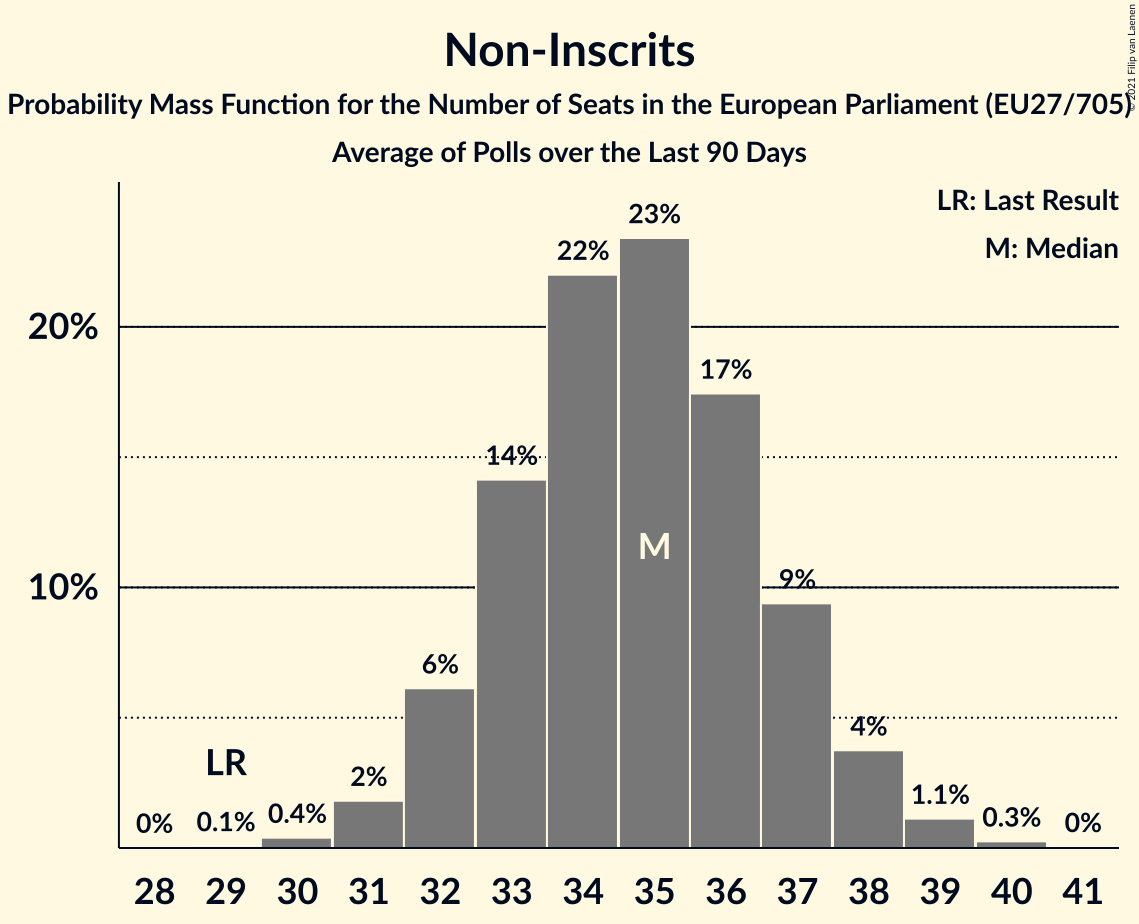 © 2021 Filip van Laenen
Non-Inscrits
Probability Mass Function for the Number of Seats in the European Parliament (EU27/705)
Average of Polls over the Last 90 Days
LR: Last Result
M: Median
23%
22%
20%
17%
14%
M
10%
9%
6%
4%
LR
2%
1.1%
0.4%
0.3%
0.1%
0%
0%
28 29 30 31 32 33 34 35 36 37 38 39 40 41